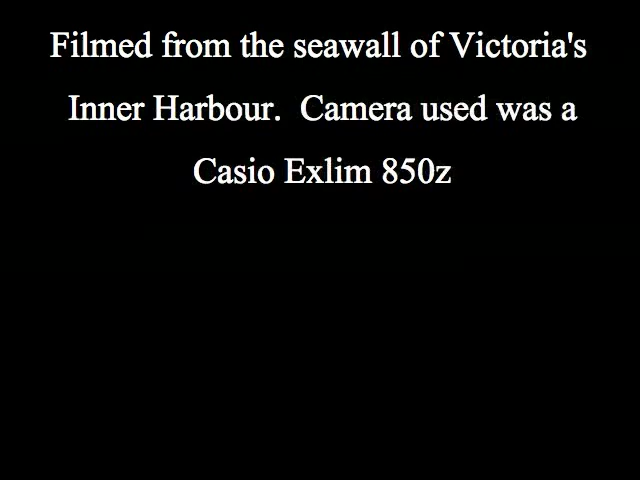 Filmed from the seawall of Victoria's
Inner Harbour.  Camera used was a
Casio Exlim 850z